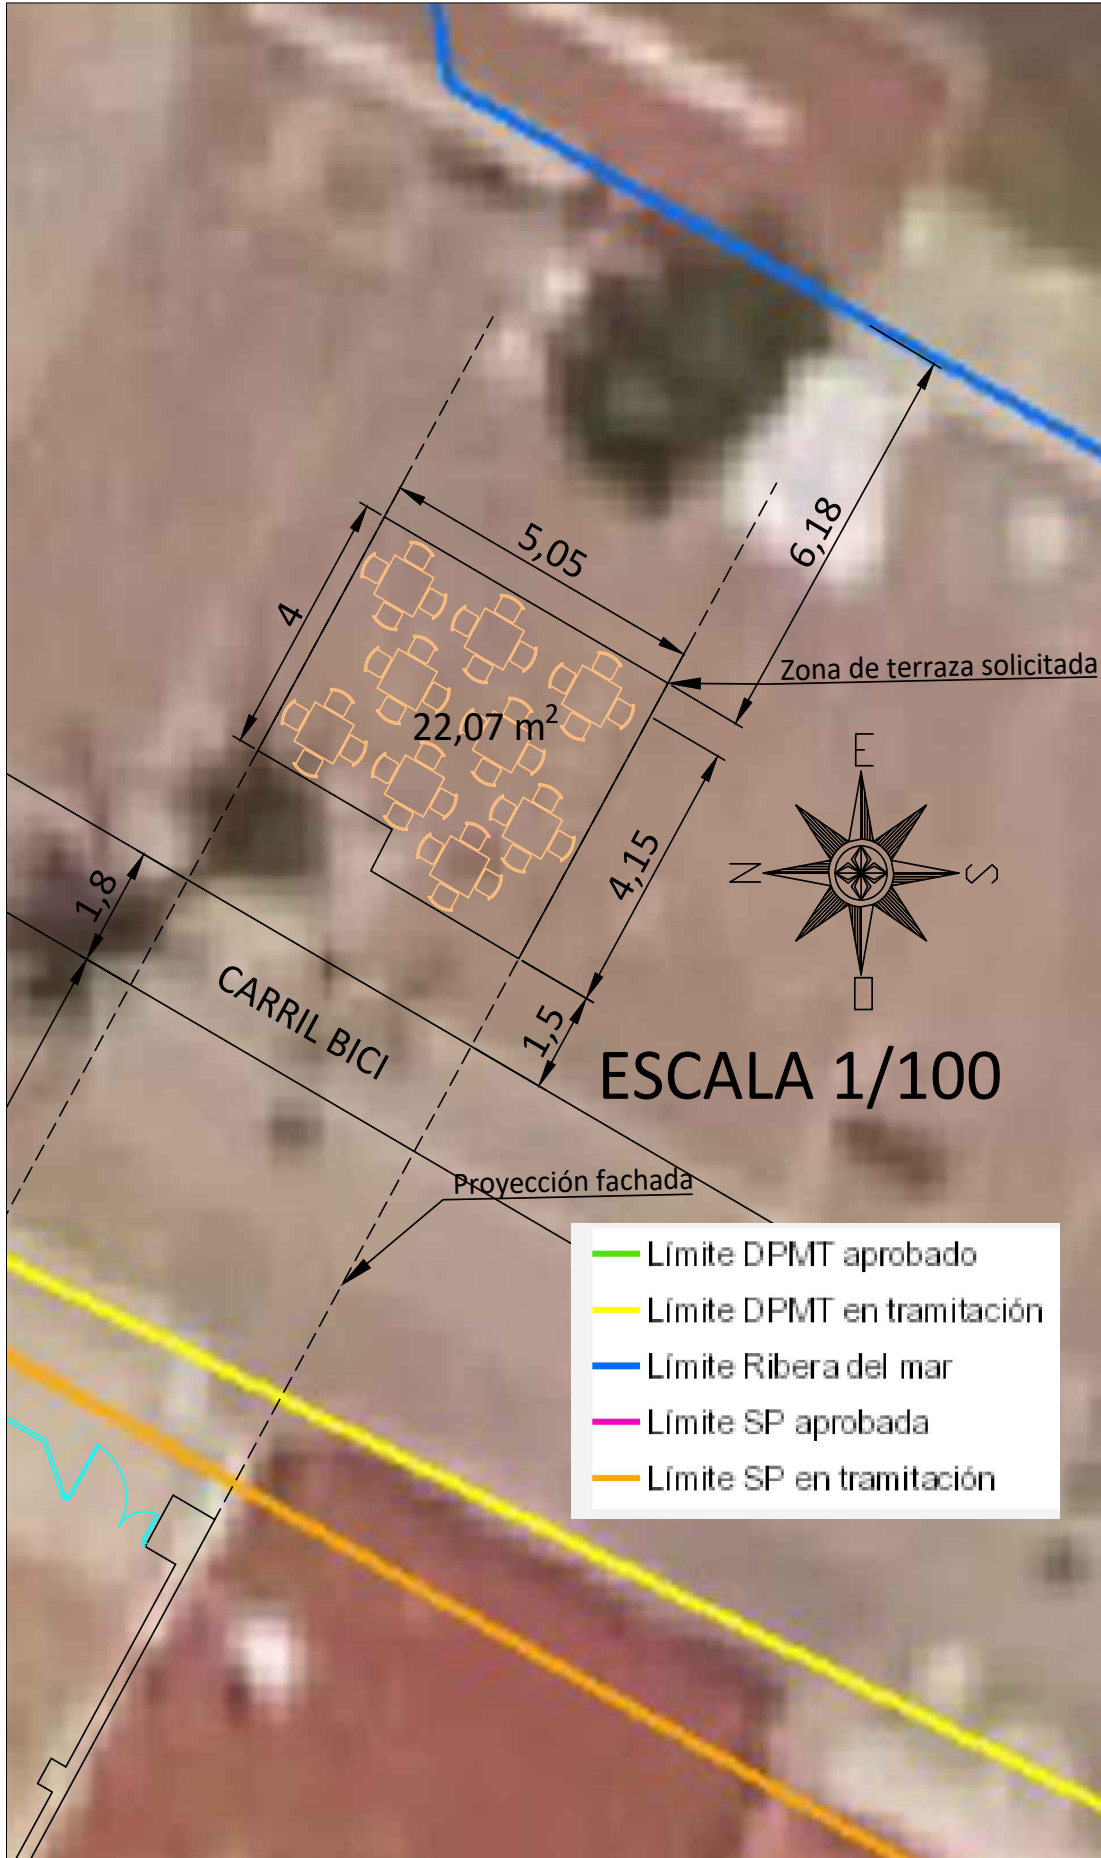 5,05
6,18
4
Zona de terraza solicitada
22,07 m²
E
N
S
O
4,15
1,8
CARRIL BICI
1,5
ESCALA 1/100
Proyección fachada
Límite DPMT aprobado
Límite DPMT en tramitación
Límite Ribera del mar
Límite SP aprobada
Límite SP en tramitación